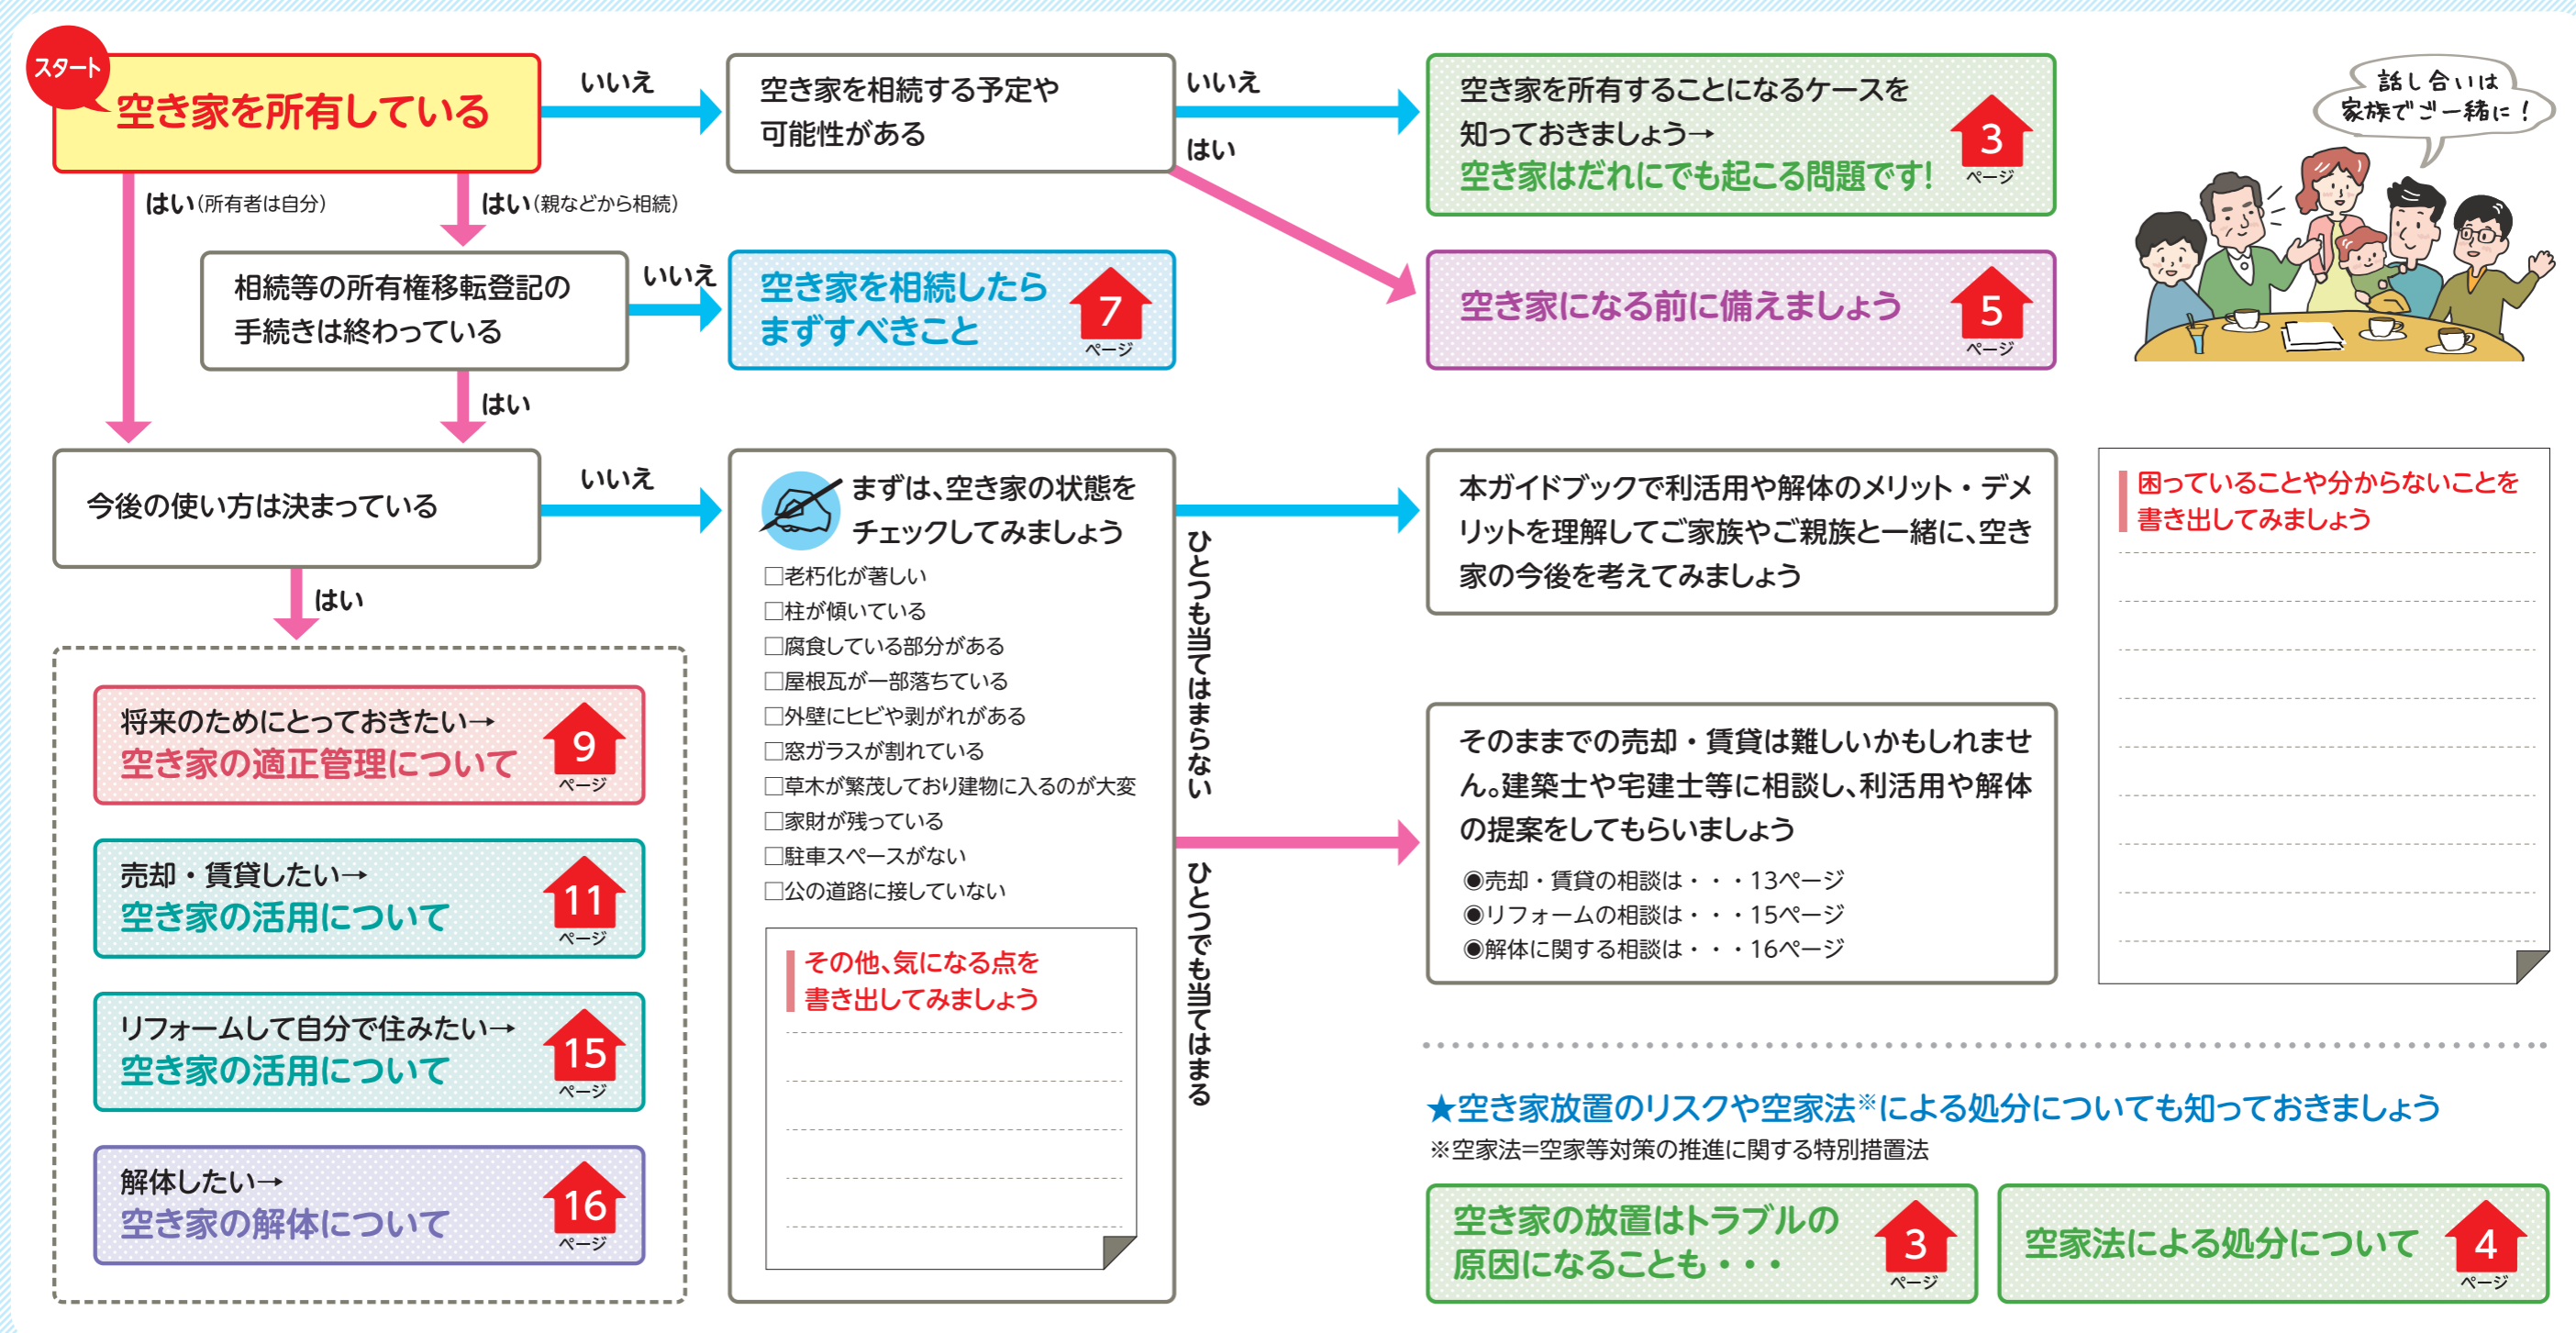 スタート
空き家を所有している
いいえ
空き家を相続する予定や
可能性がある
いいえ
はい
空き家を所有することになるケースを
知っておきましょう→
空き家はだれにでも起こる問題です!
3
ページ
話し合いは
家族でご一緒に！
はい(所有者は自分)
はい(親などから相続)
相続等の所有権移転登記の
手続きは終わっている
いいえ
空き家を相続したら
まずすべきこと
7
ページ
空き家になる前に備えましょう
5
ページ
はい
今後の使い方は決まっている
いいえ
はい
まずは、空き家の状態を
チェックしてみましょう
□老朽化が著しい
□柱が傾いている
□腐食している部分がある
□屋根瓦が一部落ちている
□外壁にヒビや剥がれがある
□窓ガラスが割れている
□草木が繁茂しており建物に入るのが大変
□家財が残っている
□駐車スペースがない
□公の道路に接していない
その他、気になる点を
書き出してみましょう
ひとつも当てはまらない
ひとつでも当てはまる
本ガイドブックで利活用や解体のメリット・デメ
リットを理解してご家族やご親族と一緒に、空き
家の今後を考えてみましょう
そのままでの売却・賃貸は難しいかもしれませ
ん。建築士や宅建士等に相談し、利活用や解体
の提案をしてもらいましょう
◉売却・賃貸の相談は・・・13ページ
◉リフォームの相談は・・・15ページ
◉解体に関する相談は・・・16ページ
困っていることや分からないことを
書き出してみましょう
将来のためにとっておきたい→
空き家の適正管理について
9
ページ
売却・賃貸したい→
空き家の活用について
11
ページ
リフォームして自分で住みたい→
空き家の活用について
15
ページ
解体したい→
空き家の解体について
16
ページ
★空き家放置のリスクや空家法※による処分についても知っておきましょう
※空家法＝空家等対策の推進に関する特別措置法
空き家の放置はトラブルの
原因になることも・・・
3
ページ
空家法による処分について
4
ページ